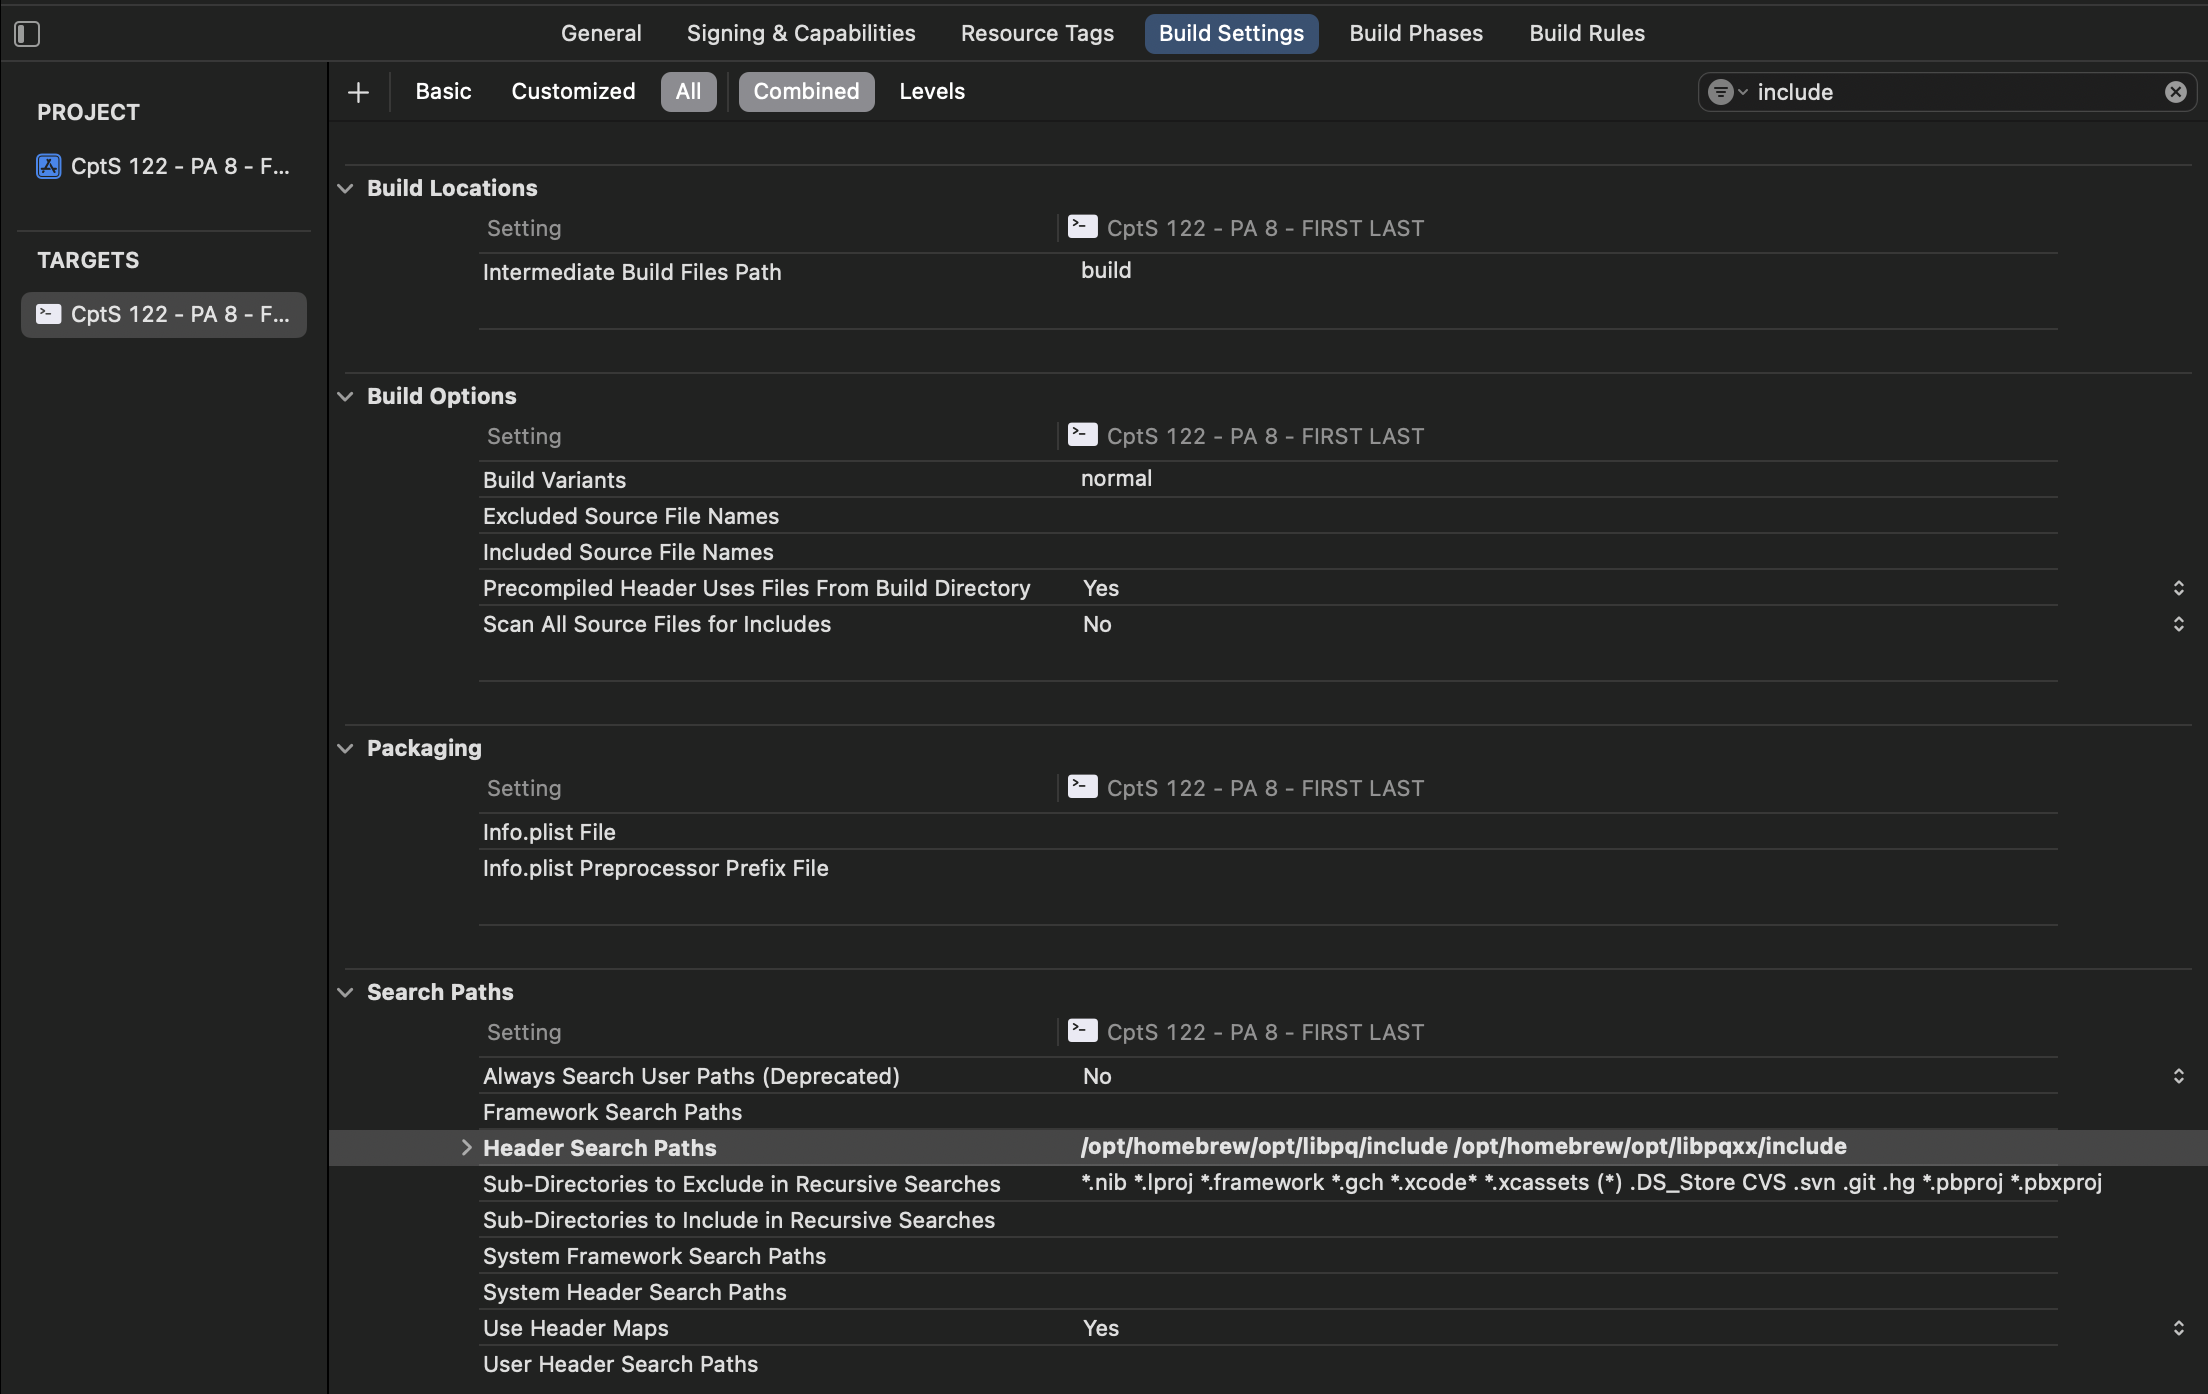 General Signing & Capabilities Resource Tags Build Settings Build Phases Build Rules
PROJECT
CptS 122 - PA 8 - F...
TARGETS
CptS 122 - PA 8 - F...
Basic Customized All Combined Levels include
Build Locations
Setting CptS 122 - PA 8 - FIRST LAST
Intermediate Build Files Path build
Build Options
Setting CptS 122 - PA 8 - FIRST LAST
Build Variants normal
Excluded Source File Names
Included Source File Names
Precompiled Header Uses Files From Build Directory Yes
Scan All Source Files for Includes No
Packaging
Setting CptS 122 - PA 8 - FIRST LAST
Info.plist File
Info.plist Preprocessor Prefix File
Search Paths
Setting CptS 122 - PA 8 - FIRST LAST
Always Search User Paths (Deprecated) No
Framework Search Paths
Header Search Paths /opt/homebrew/opt/libpq/include /opt/homebrew/opt/libpqxx/include
Sub-Directories to Exclude in Recursive Searches *.nib *.lproj *.framework *.gch *.xcode* *.xcassets (*) .DS_Store CVS .svn .git .hg *.pbproj *.pbxproj
Sub-Directories to Include in Recursive Searches
System Framework Search Paths
System Header Search Paths
Use Header Maps Yes
User Header Search Paths